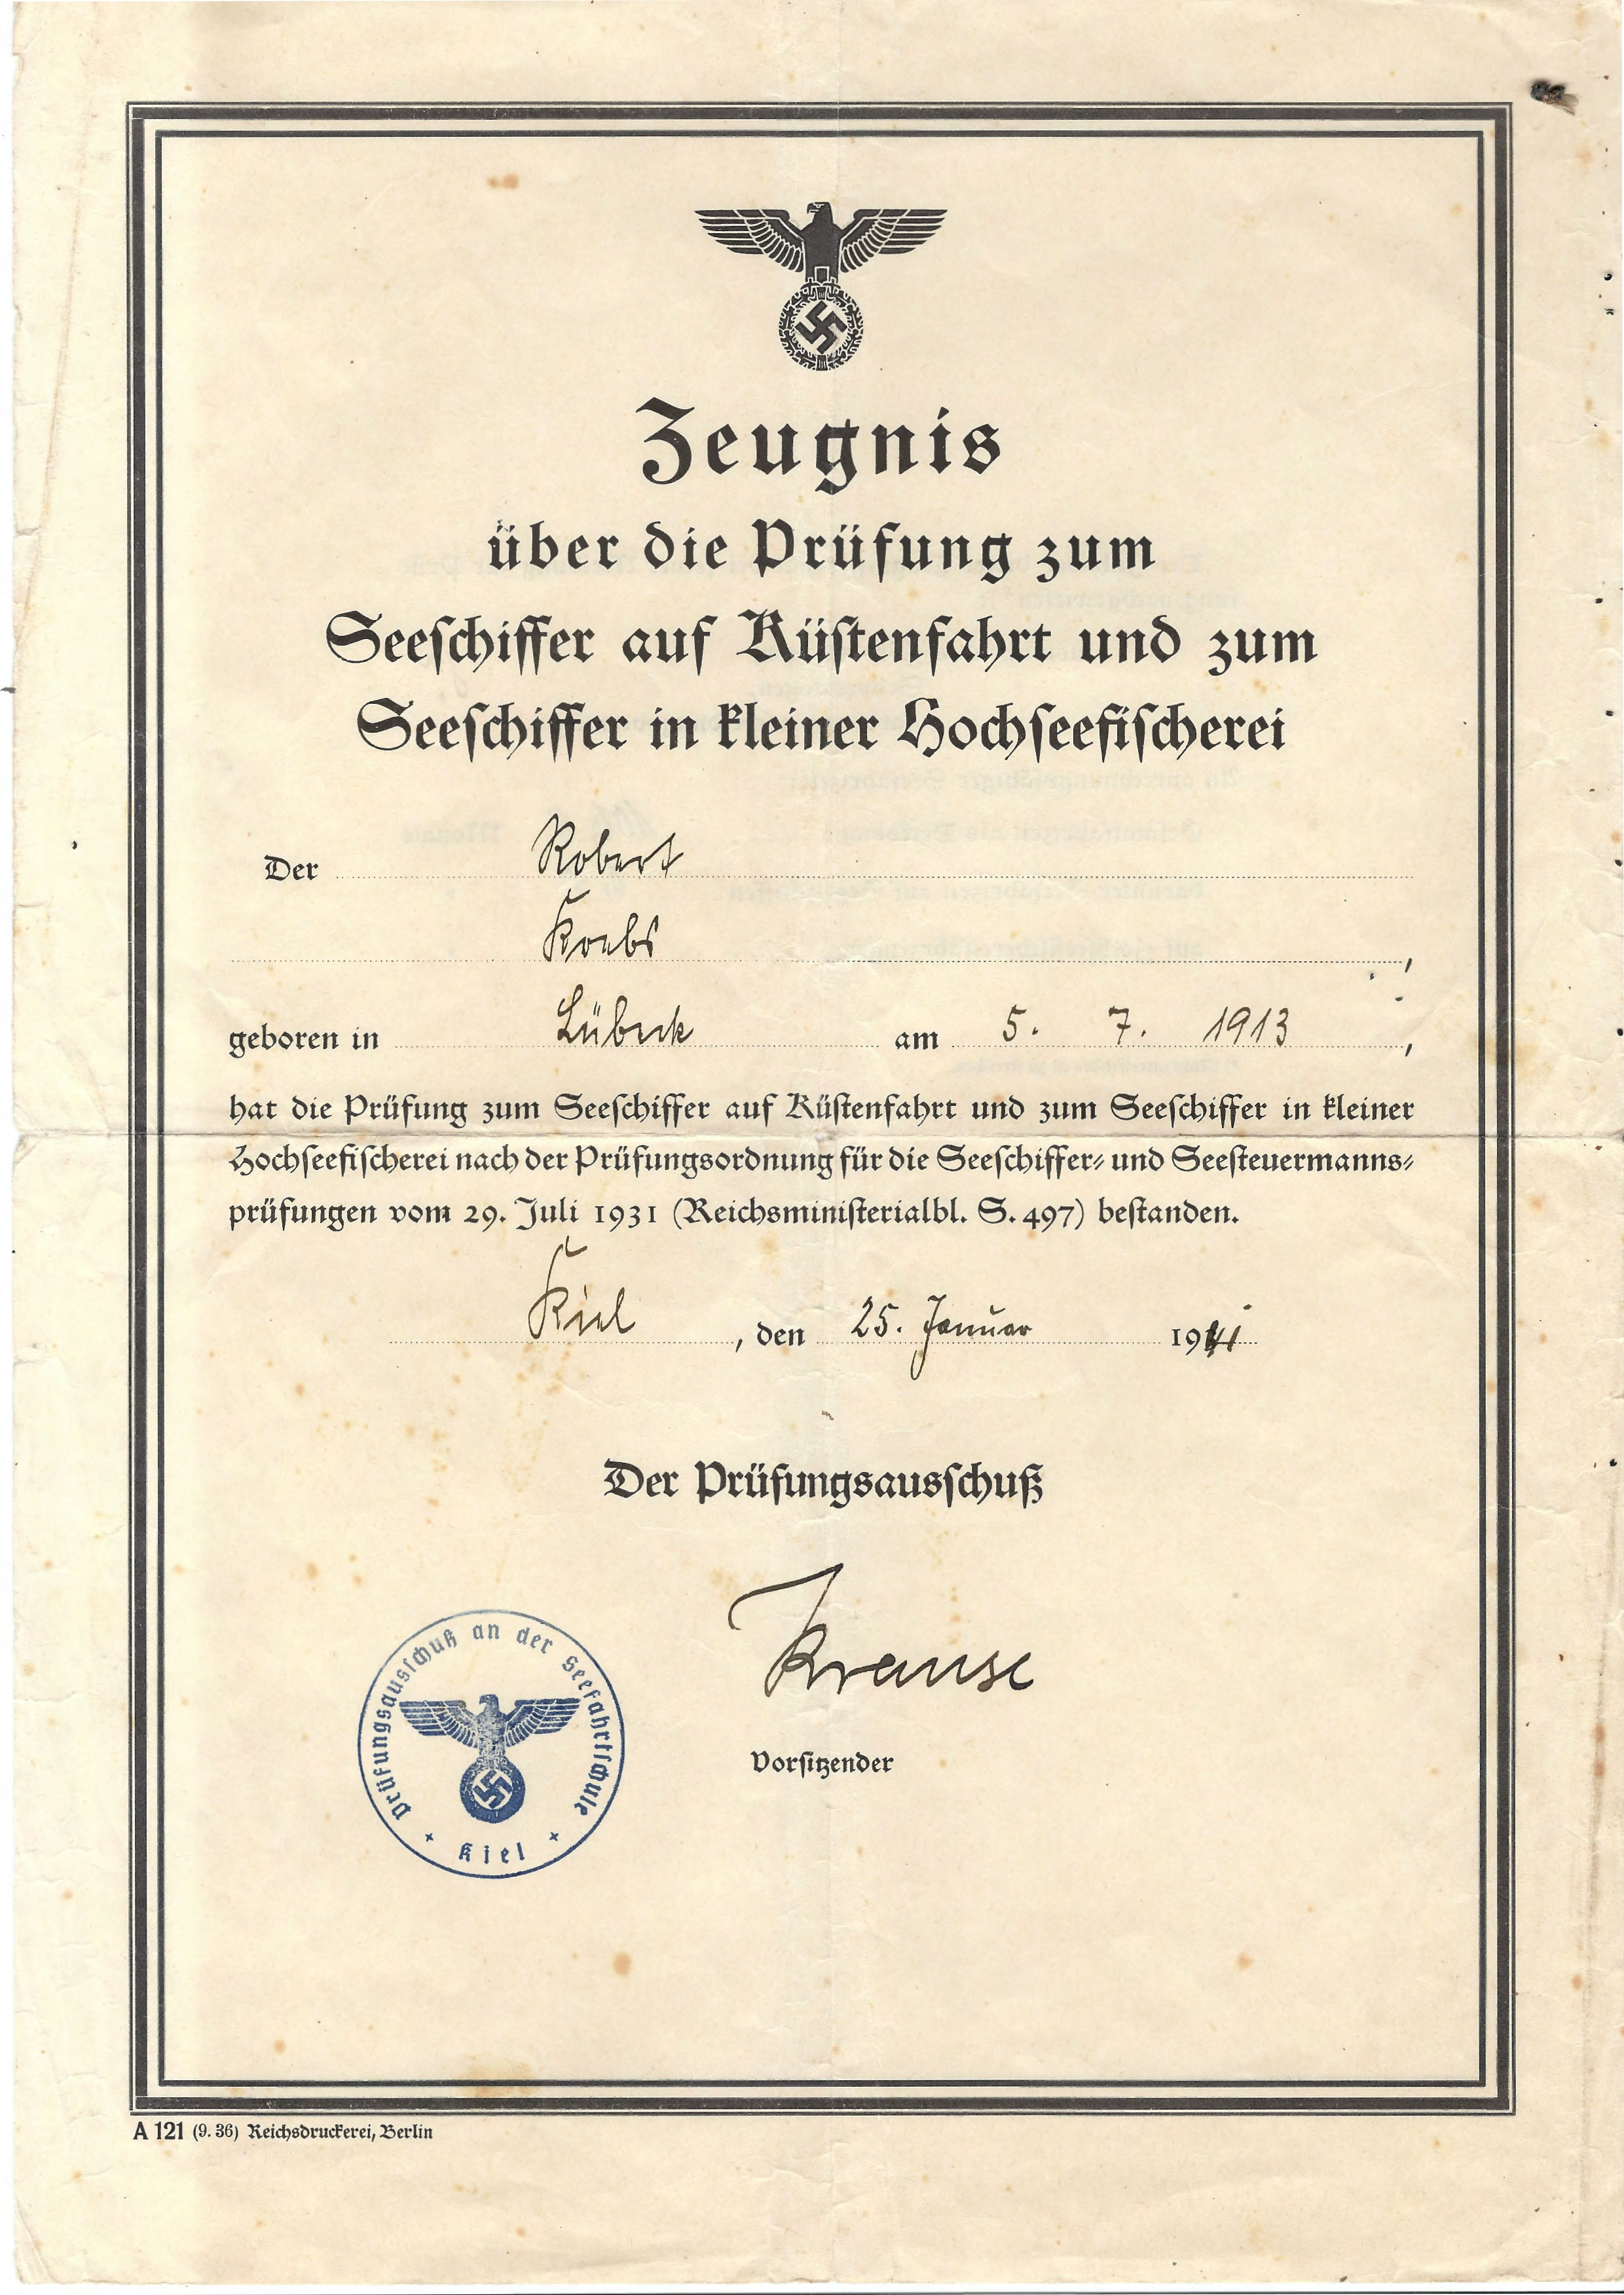 Zeugnis
über die Prüfung zum
Seeschiffer auf Küstenfahrt und zum
Seeschiffer in kleiner Hochseefischerei
Der Robert
Krebs,
geboren in Lübeck am 5. 7. 1913,
hat die Prüfung zum Seeschiffer auf Küstenfahrt und zum Seeschiffer in kleiner
Hochseefischerei nach der Prüfungsordnung für die Seeschiffer- und Seesteuermanns-
prüfungen vom 29. Juli 1931 (Reichsministerialbl. S. 497) bestanden.
Kiel, den 25. Januar 1941
Der Prüfungsausschuß
Krause
Vorsitzender
Prüfungsausschuß an der Seefahrtschule
+ Kiel +
A 121 (9. 36) Reichsdruckerei, Berlin